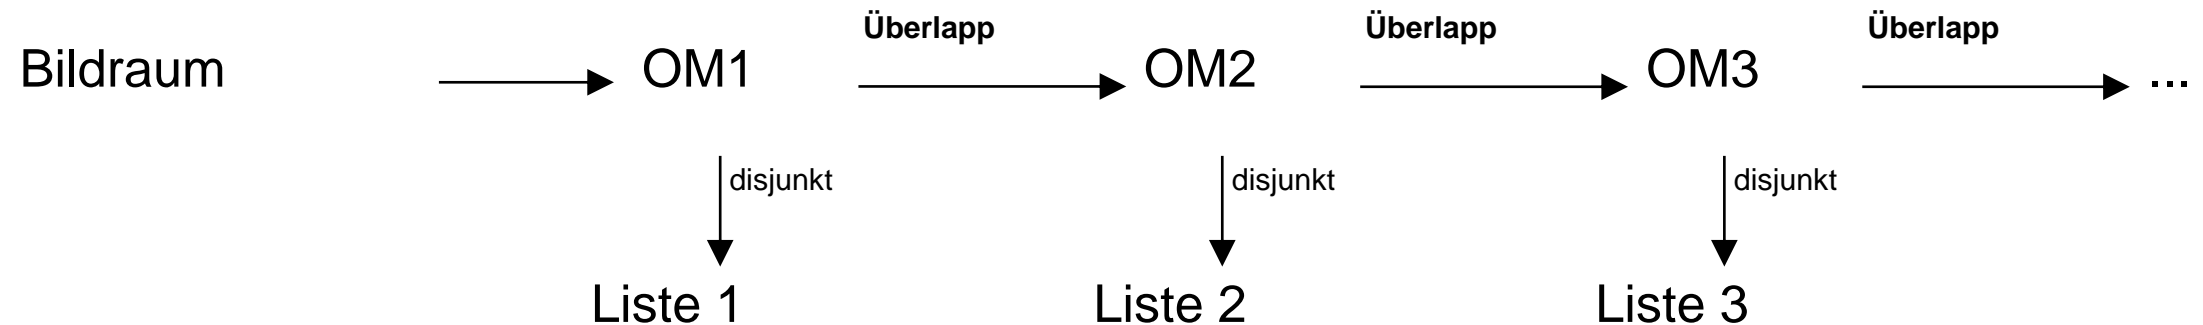 Überlapp Überlapp Überlapp
Bildraum OM1 OM2 OM3 ...
disjunkt disjunkt disjunkt
Liste 1 Liste 2 Liste 3